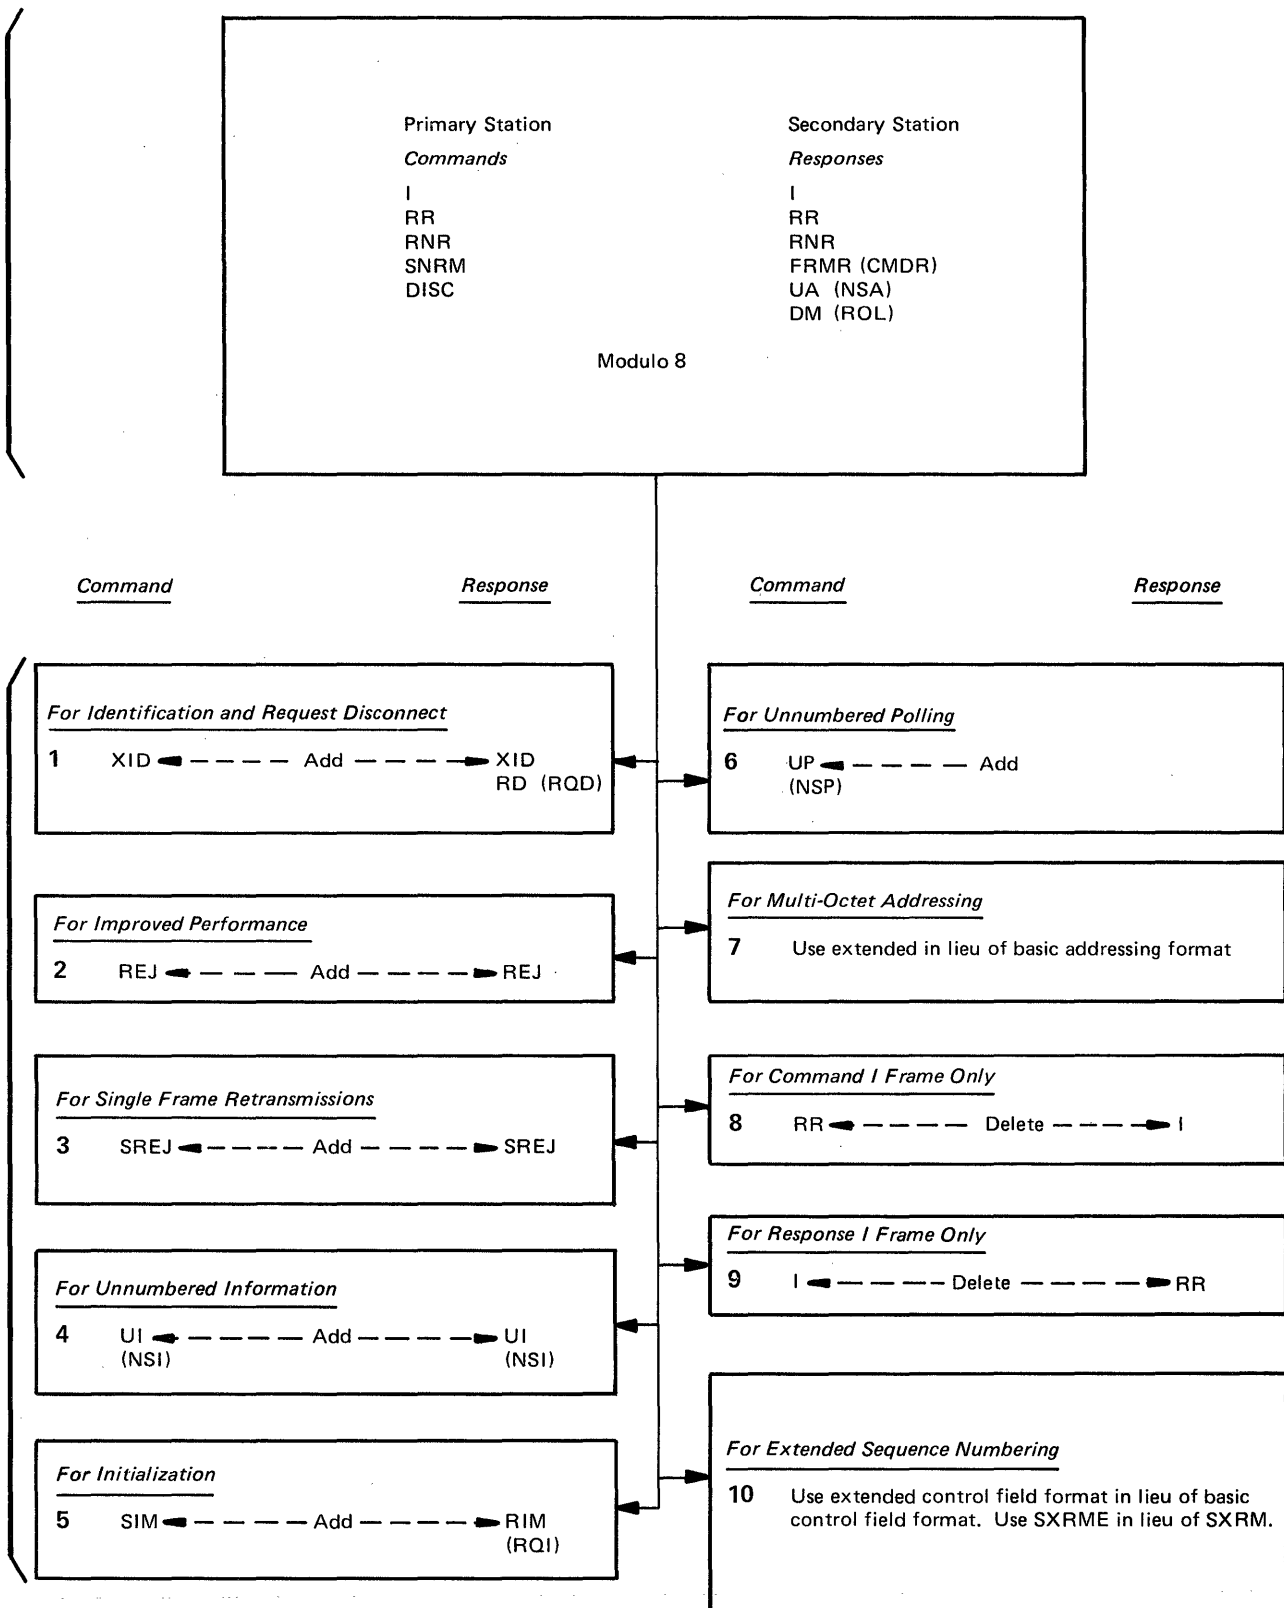 Primary Station Secondary Station
Commands Responses
I I
RR RR
RNR RNR
SNRM FRMR (CMDR)
DISC UA (NSA)
DM (ROL)
Modulo 8
Command Response Command Response
For Identification and Request Disconnect
1 XID Add XID
RD (RQD)
For Improved Performance
2 REJ Add REJ
For Single Frame Retransmissions
3 SREJ Add SREJ
For Unnumbered Information
4 UI Add UI
(NSI) (NSI)
For Initialization
5 SIM Add RIM
(RQI)
For Unnumbered Polling
6 UP Add
(NSP)
For Multi-Octet Addressing
7 Use extended in lieu of basic addressing format
For Command I Frame Only
8 RR Delete I
For Response I Frame Only
9 I Delete RR
For Extended Sequence Numbering
10 Use extended control field format in lieu of basic
control field format. Use SXRME in lieu of SXRM.